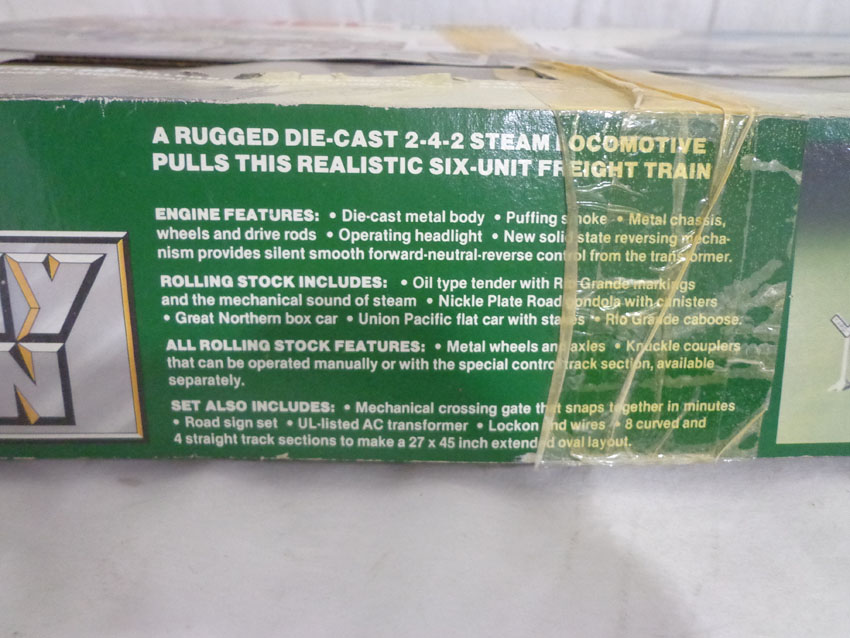 A RUGGED DIE-CAST 2-4-2 STEAM LOCOMOTIVE
PULLS THIS REALISTIC SIX-UNIT FREIGHT TRAIN
ENGINE FEATURES: • Die-cast metal body • Puffing smoke • Metal chassis,
wheels and drive rods • Operating headlight • New solid state reversing mecha-
nism provides silent smooth forward-neutral-reverse control from the transformer.
ROLLING STOCK INCLUDES: • Oil type tender with Rio Grande markings
and the mechanical sound of steam • Nickle Plate Road gondola with canisters
• Great Northern box car • Union Pacific flat car with stakes • Rio Grande caboose.
ALL ROLLING STOCK FEATURES: • Metal wheels and axles • Knuckle couplers
that can be operated manually or with the special control track section, available
separately.
SET ALSO INCLUDES: • Mechanical crossing gate that snaps together in minutes
• Road sign set • UL-listed AC transformer • Lockon and wires • 8 curved and
4 straight track sections to make a 27 x 45 inch extended oval layout.